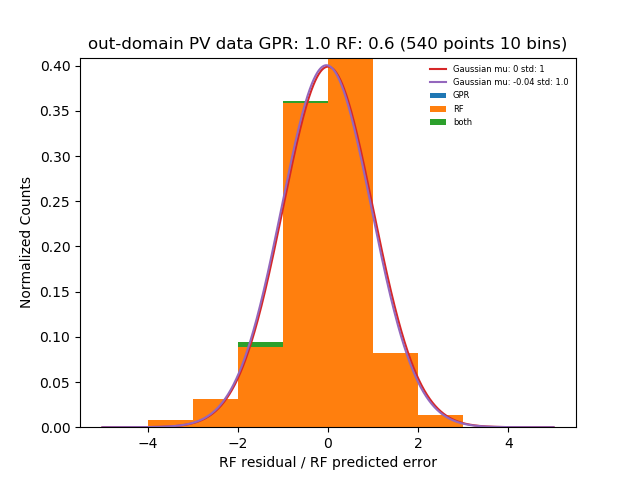 out-domain PV data GPR: 1.0 RF: 0.6 (540 points 10 bins)
Gaussian mu: 0 std: 1
Gaussian mu: -0.04 std: 1.0
GPR
RF
both
Normalized Counts
0.40
0.35
0.30
0.25
0.20
0.15
0.10
0.05
0.00
−4 −2 0 2 4
RF residual / RF predicted error